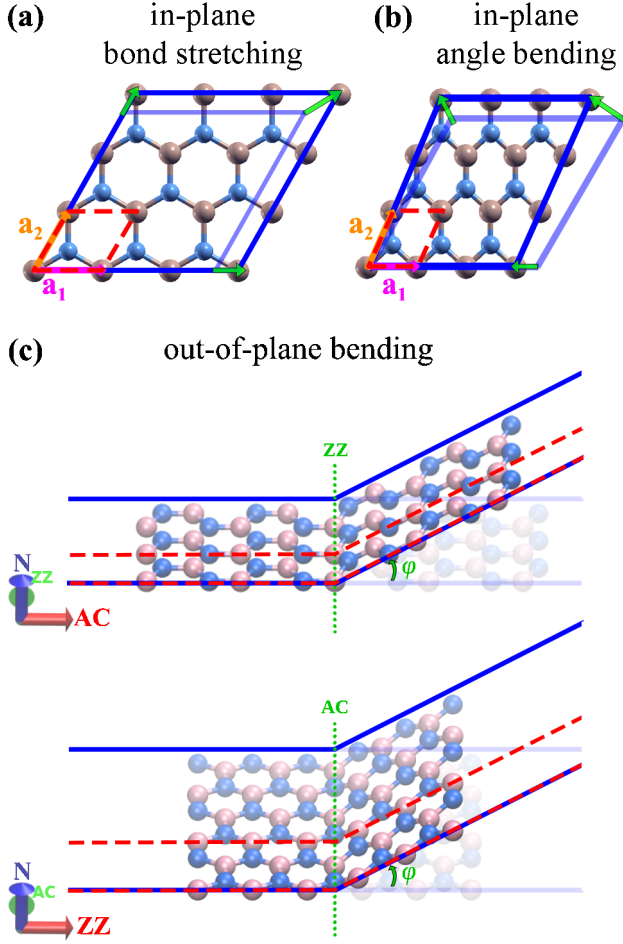 (a) in-plane
bond stretching
(b) in-plane
angle bending
a2
a1
a2
a1
(c) out-of-plane bending
ZZ
φ
N
ZZ
AC
AC
φ
N
AC
ZZ